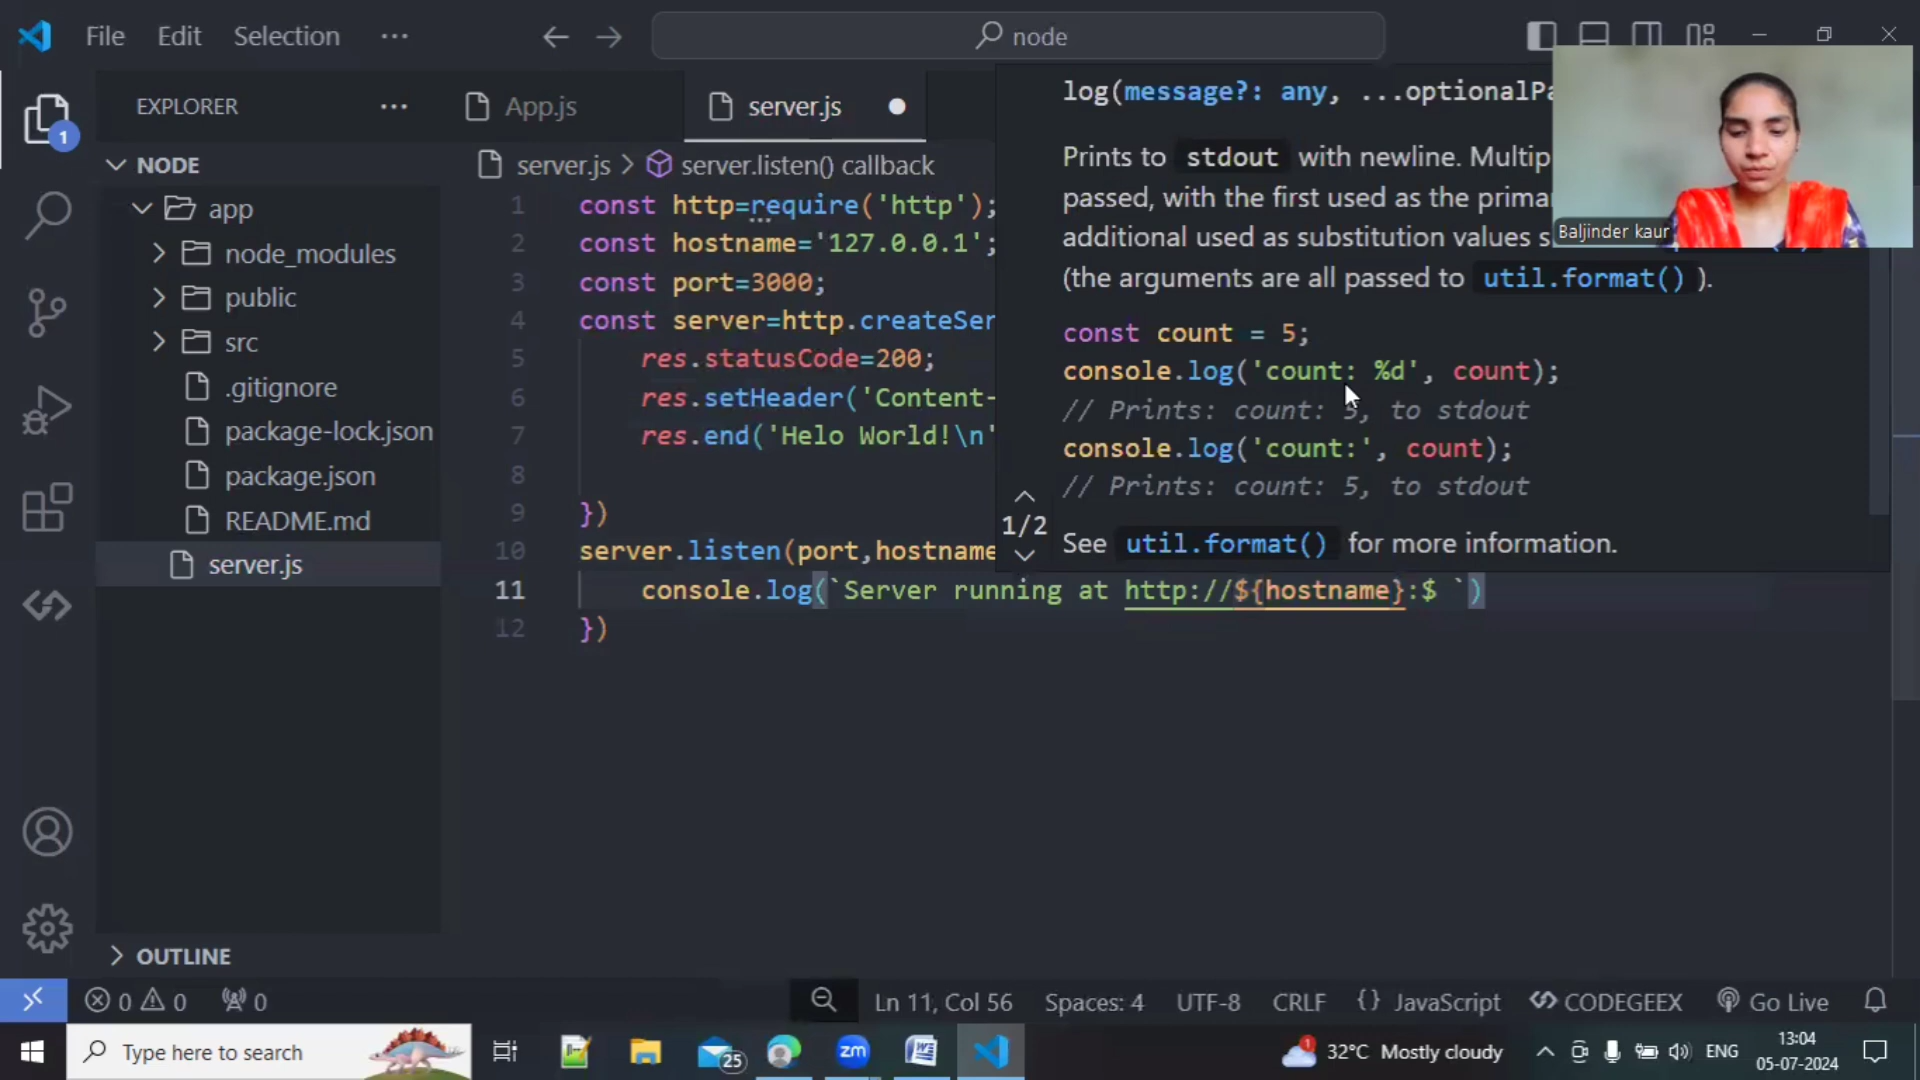 File Edit Selection ··· node
EXPLORER ···
App.js
server.js
log(message?: any, ...optionalPa
NODE
server.js > server.listen() callback
Prints to stdout with newline. Multip
passed, with the first used as the prima
additional used as substitution values s
(the arguments are all passed to util.format() ).
const count = 5;
console.log('count: %d', count);
// Prints: count: 5, to stdout
console.log('count:', count);
// Prints: count: 5, to stdout
1/2
See util.format() for more information.
Baljinder kaur
app
node_modules
public
src
.gitignore
package-lock.json
package.json
README.md
server.js
1 const http=require('http');
2 const hostname='127.0.0.1';
3 const port=3000;
4 const server=http.createSer
5 res.statusCode=200;
6 res.setHeader('Content-
7 res.end('Helo World!\n'
8
9 })
10 server.listen(port,hostname
11 console.log(`Server running at http://${hostname}:$ `)
12 })
1
OUTLINE
0 0 0 Ln 11, Col 56 Spaces: 4 UTF-8 CRLF {} JavaScript CODEGEEX Go Live
Type here to search 25 zm 1 32°C Mostly cloudy ENG 13:04
05-07-2024